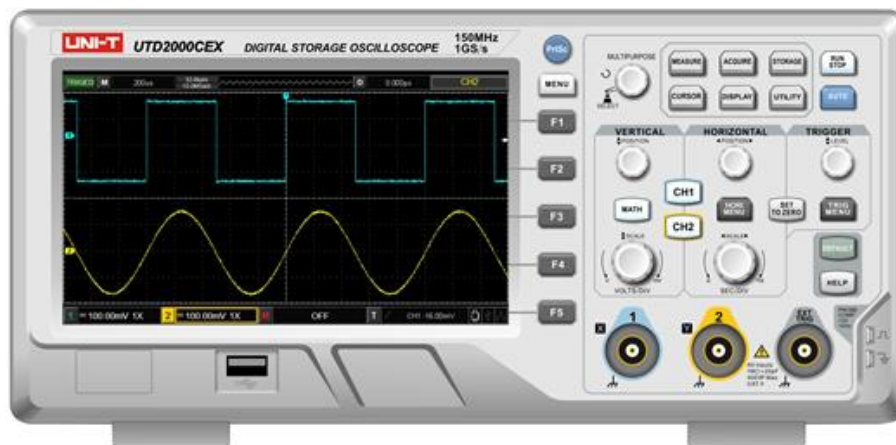 UNI-T UTD2000CEX DIGITAL STORAGE OSCILLOSCOPE 150MHz
1GS/s
TRIGED M 200us 0.000ps CH2
1 100.00mV 1X 2 100.00mV 1X M OFF T CH1 -16.00mV
PrtSc
MENU
F1
F2
F3
F4
F5
MULTIPURPOSE
SELECT
MEASURE ACQUIRE STORAGE RUN
STOP
CURSOR DISPLAY UTILITY AUTO
VERTICAL HORIZONTAL TRIGGER
POSITION POSITION LEVEL
CH1
MATH HORI
MENU SET
TO ZERO TRIG
MENU
CH2
SCALE SCALE
VOLTS/DIV SEC/DIV
DEFAULT
HELP
1 2 EXT
TRIG
X Y